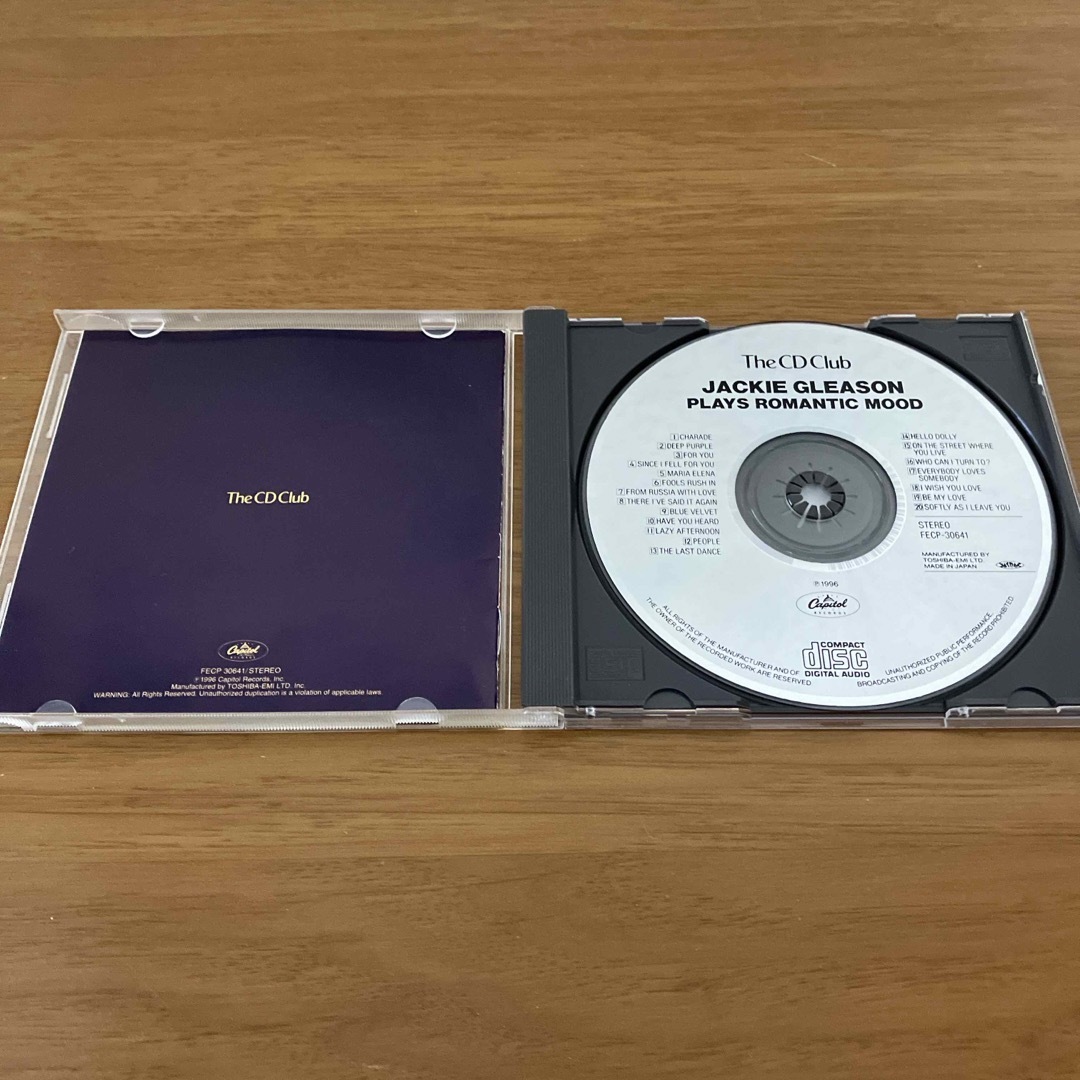 The CD Club
Capitol
RECORDS
FECP 30641/STEREO
℗1996 Capitol Records, Inc.
Manufactured by TOSHIBA-EMI LTD. Inc.
WARNING: All Rights Reserved. Unauthorized duplication is a violation of applicable laws.
The CD Club
JACKIE GLEASON
PLAYS ROMANTIC MOOD
1 CHARADE
2 DEEP PURPLE
3 FOR YOU
4 SINCE I FELL FOR YOU
5 MARIA ELENA
6 FOOLS RUSH IN
7 FROM RUSSIA WITH LOVE
8 THERE I'VE SAID IT AGAIN
9 BLUE VELVET
10 HAVE YOU HEARD
11 LAZY AFTERNOON
12 PEOPLE
13 THE LAST DANCE
14 HELLO DOLLY
15 ON THE STREET WHERE
YOU LIVE
16 WHO CAN I TURN TO?
17 EVERYBODY LOVES
SOMEBODY
18 I WISH YOU LOVE
19 BE MY LOVE
20 SOFTLY AS I LEAVE YOU
STEREO
FECP-30641
MANUFACTURED BY
TOSHIBA-EMI LTD.
MADE IN JAPAN
℗1996
Capitol
RECORDS
COMPACT
disc
DIGITAL AUDIO
ALL RIGHTS OF THE MANUFACTURER AND OF
THE OWNER OF THE RECORDED WORK ARE RESERVED
UNAUTHORIZED PUBLIC PERFORMANCE,
BROADCASTING AND COPYING OF THE RECORD PROHIBITED.